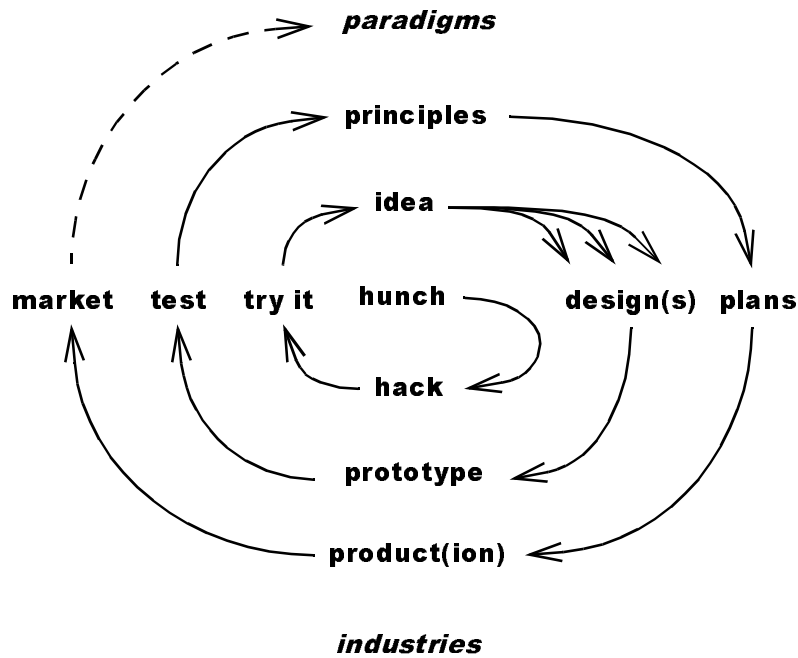 paradigms
principles
idea
market test try it hunch design(s) plans
hack
prototype
product(ion)
industries